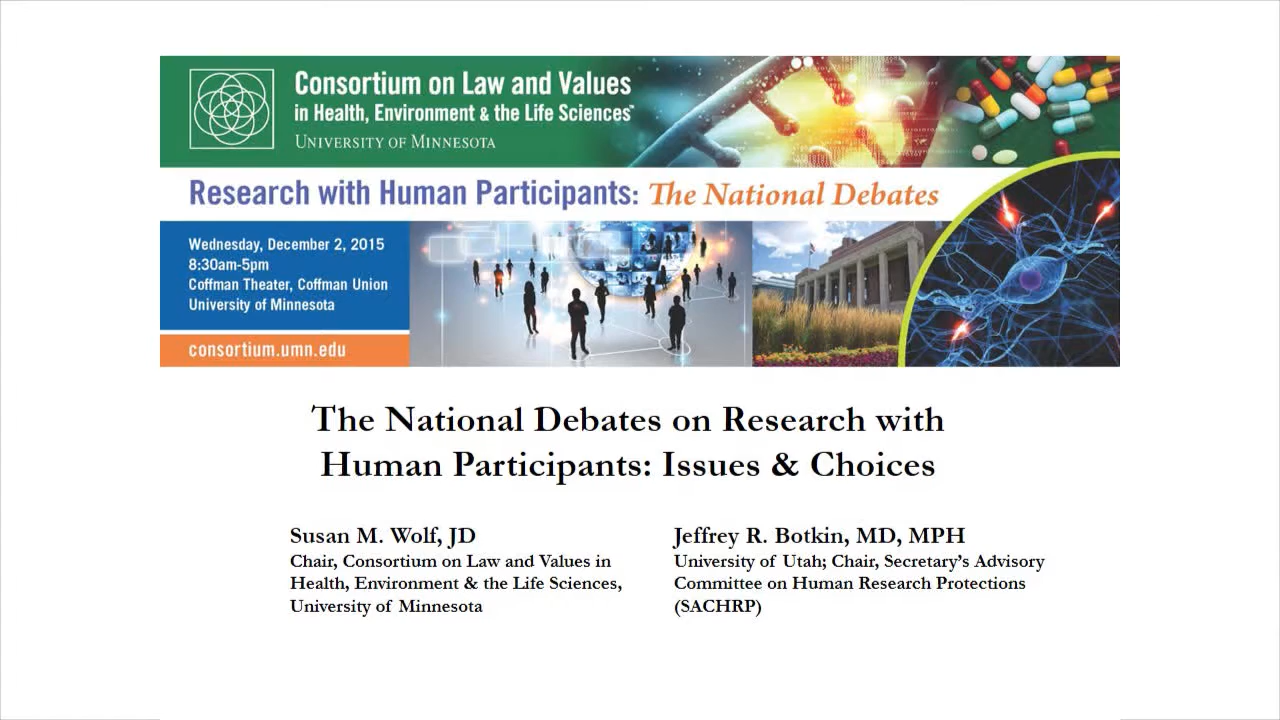 Consortium on Law and Values
in Health, Environment & the Life Sciences™
UNIVERSITY OF MINNESOTA
Research with Human Participants: The National Debates
Wednesday, December 2, 2015
8:30am-5pm
Coffman Theater, Coffman Union
University of Minnesota
consortium.umn.edu
The National Debates on Research with
Human Participants: Issues & Choices
Susan M. Wolf, JD
Chair, Consortium on Law and Values in
Health, Environment & the Life Sciences,
University of Minnesota
Jeffrey R. Botkin, MD, MPH
University of Utah; Chair, Secretary’s Advisory
Committee on Human Research Protections
(SACHRP)